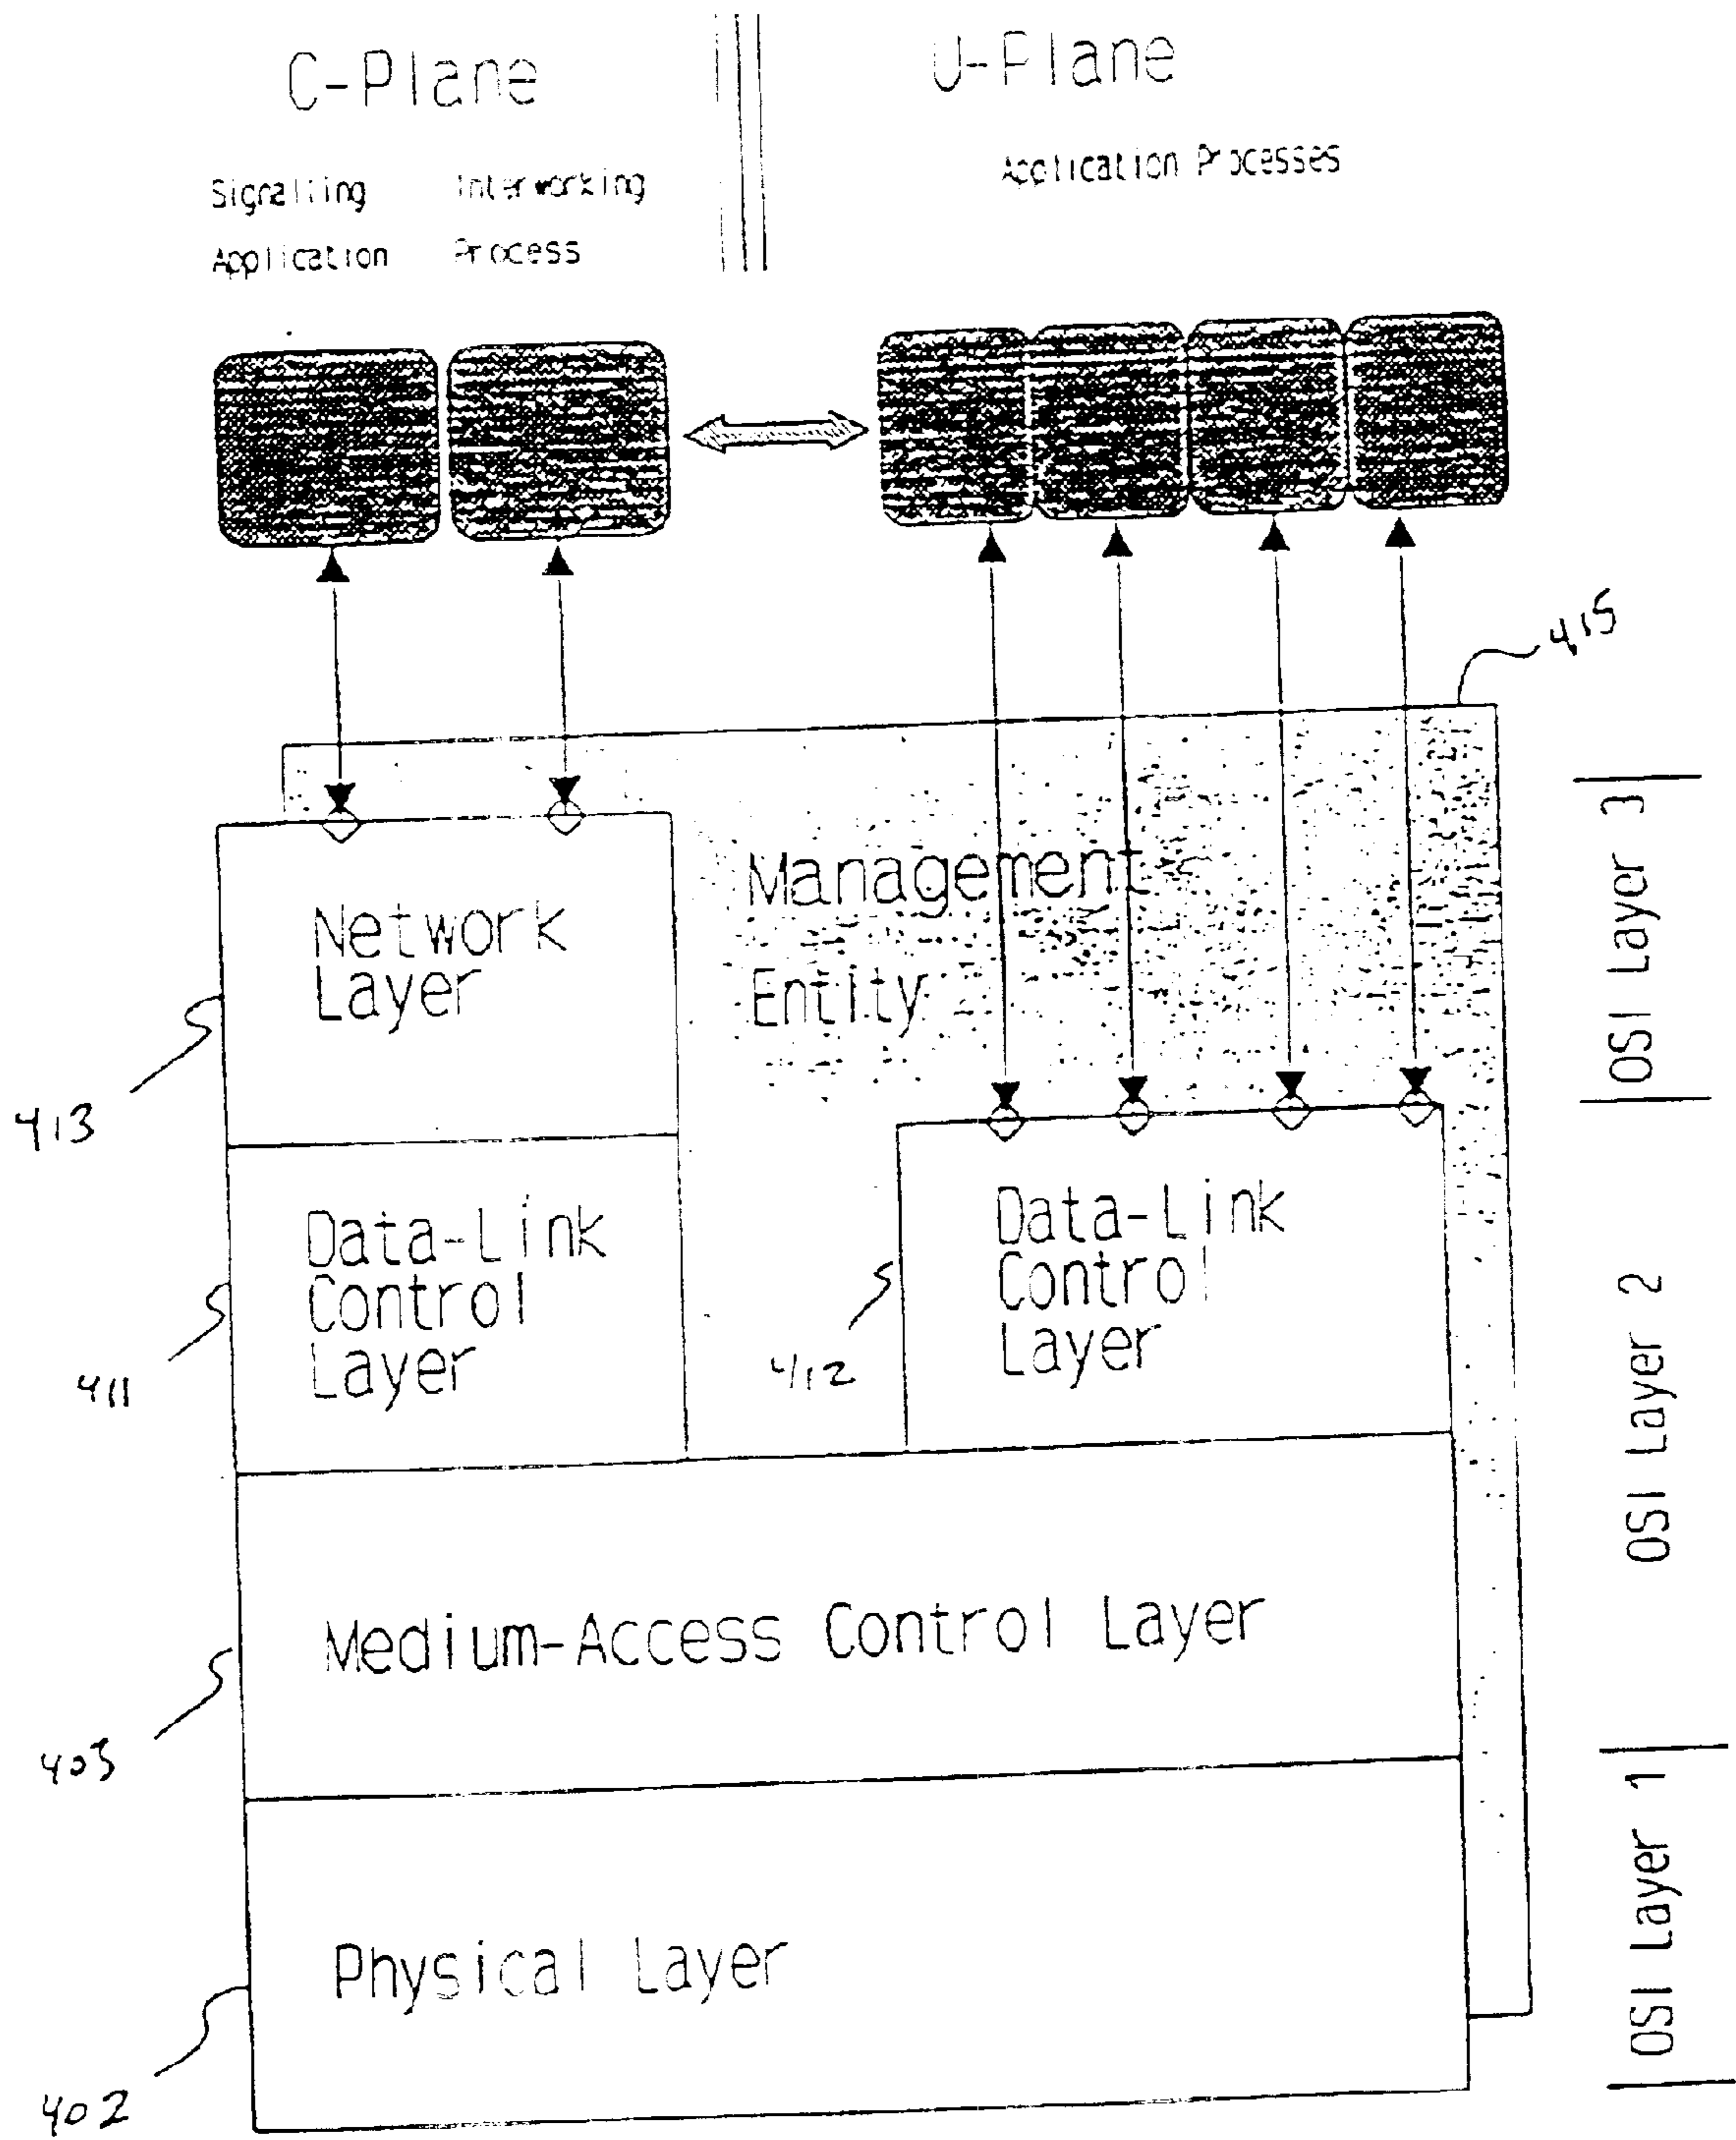 C-Plane
U-Plane
Signalling Interworking
Application Process
Application Processes
415
Management
Entity
Network
Layer
413
Data-Link
Control
Layer
411
Data-Link
Control
Layer
412
Medium-Access Control Layer
403
Physical Layer
402
OSI Layer 3
OSI Layer 2
OSI Layer 1